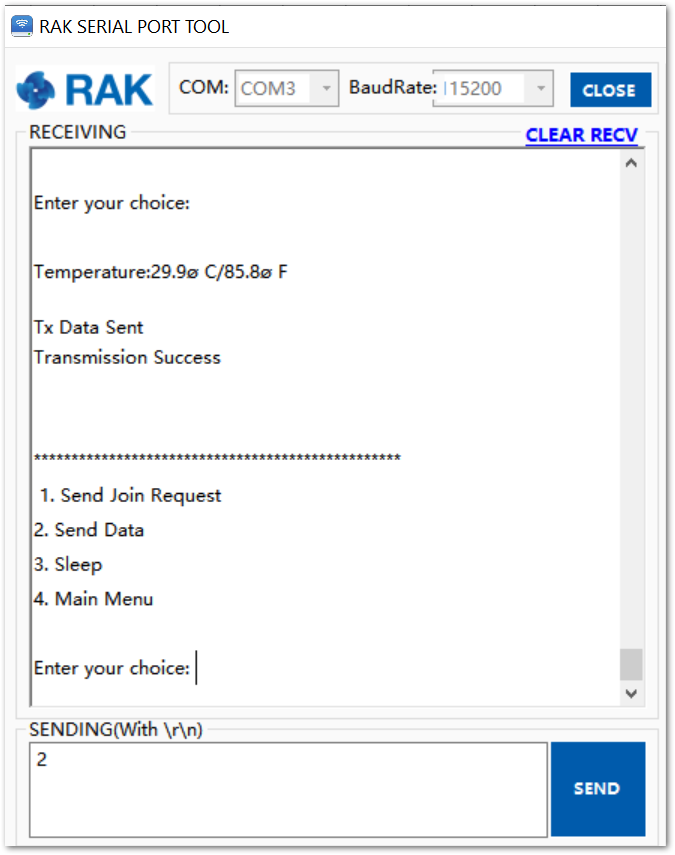 RAK SERIAL PORT TOOL
RAK COM: COM3 BaudRate: 115200 CLOSE
RECEIVING CLEAR RECV
Enter your choice:
Temperature:29.9ø C/85.8ø F
Tx Data Sent
Transmission Success
*************************************************
1. Send Join Request
2. Send Data
3. Sleep
4. Main Menu
Enter your choice:
SENDING(With \r\n)
2
SEND